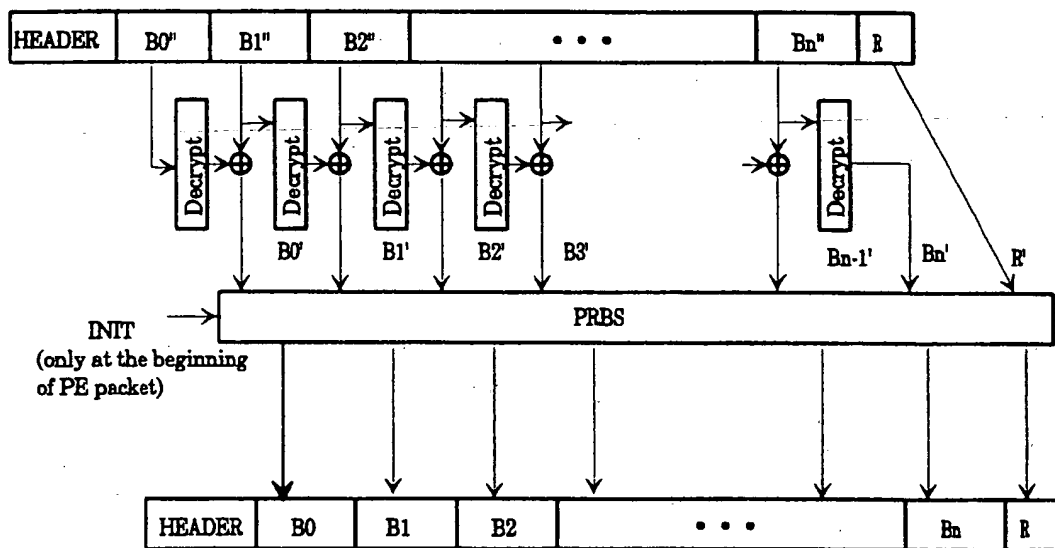 HEADER B0" B1" B2" • • • Bn" R
Decrypt Decrypt Decrypt Decrypt Decrypt
B0' B1' B2' B3' Bn-1' Bn' R'
PRBS
INIT
(only at the beginning
of PE packet)
HEADER B0 B1 B2 • • • Bn R